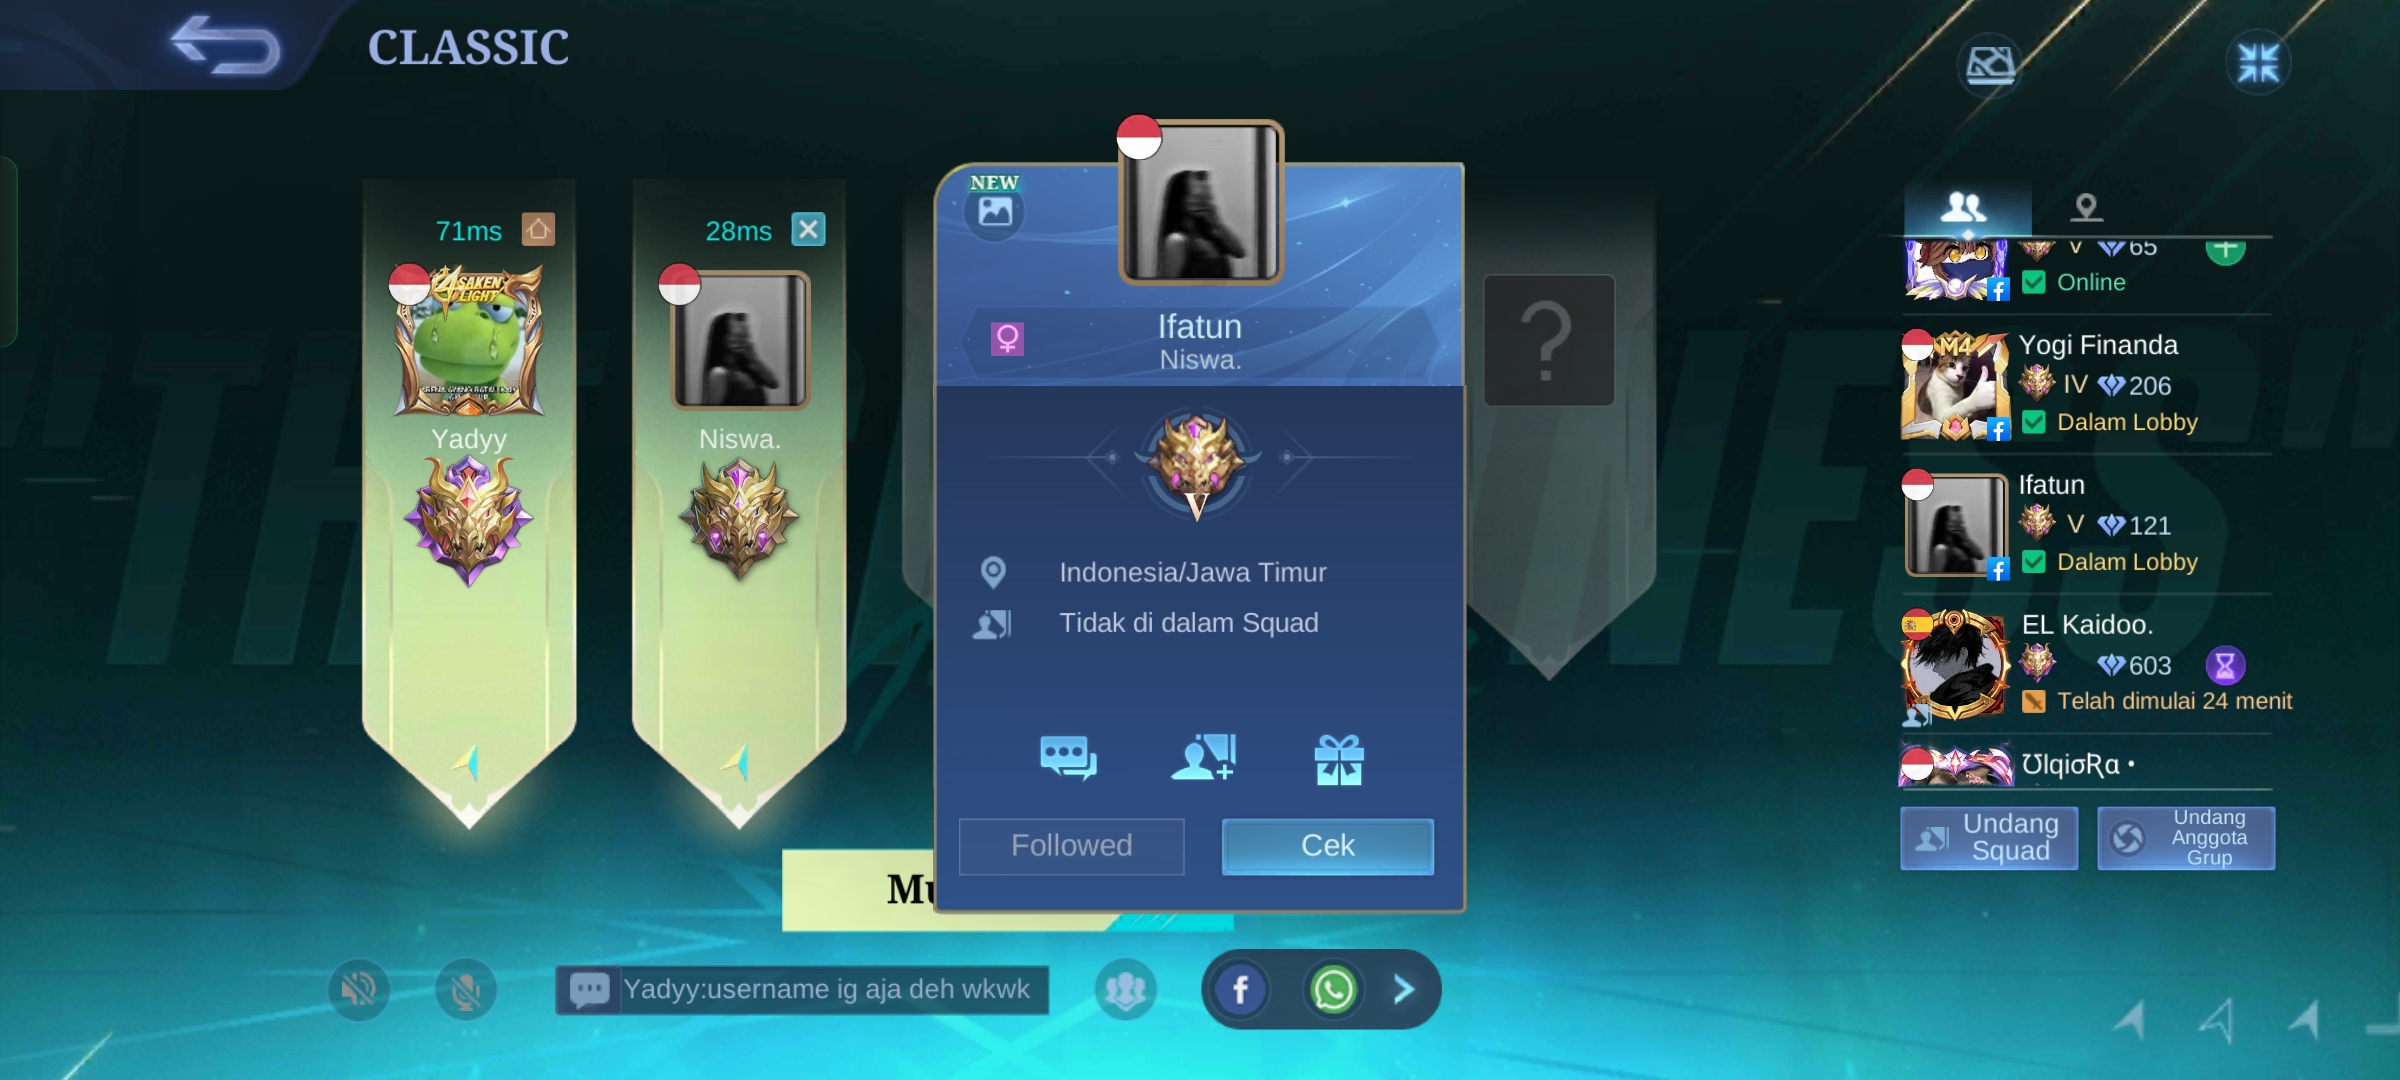 CLASSIC
71ms
Yadyy
28ms
Niswa.
NEW
Ifatun
Niswa.
V
Indonesia/Jawa Timur
Tidak di dalam Squad
Followed
Cek
Yadyy:username ig aja deh wkwk
V 65
Online
M4
Yogi Finanda
IV 206
Dalam Lobby
Ifatun
V 121
Dalam Lobby
EL Kaidoo.
603
Telah dimulai 24 menit
ƱlqiσƦα •
Undang
Squad
Undang
Anggota
Grup